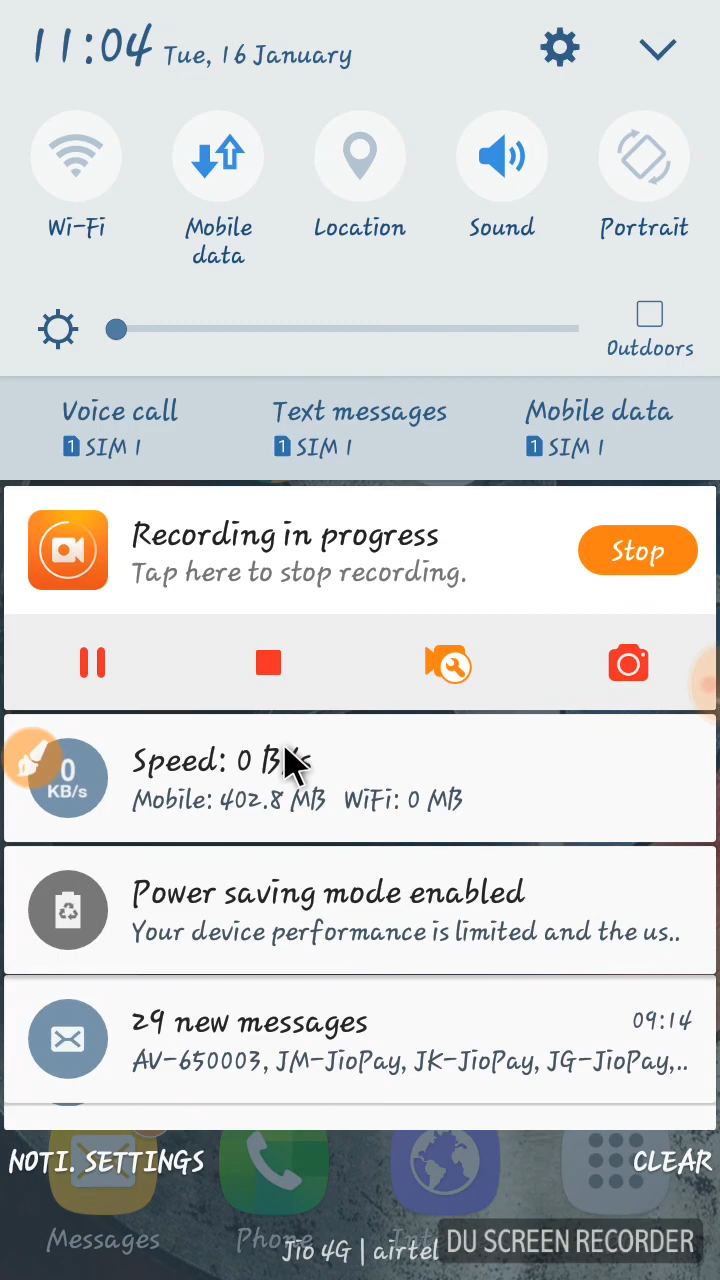 11:04 Tue, 16 January
Wi-Fi
Mobile data
Location
Sound
Portrait
Outdoors
Voice call
1 SIM 1
Text messages
1 SIM 1
Mobile data
1 SIM 1
Recording in progress
Tap here to stop recording.
Stop
0
KB/s
Speed: 0 B/s
Mobile: 402.8 MB WiFi: 0 MB
Power saving mode enabled
Your device performance is limited and the us..
29 new messages 09:14
AV-650003, JM-JioPay, JK-JioPay, JG-JioPay,..
NOTI. SETTINGS CLEAR
Messages
Phone
Jio 4G | airtel
DU SCREEN RECORDER